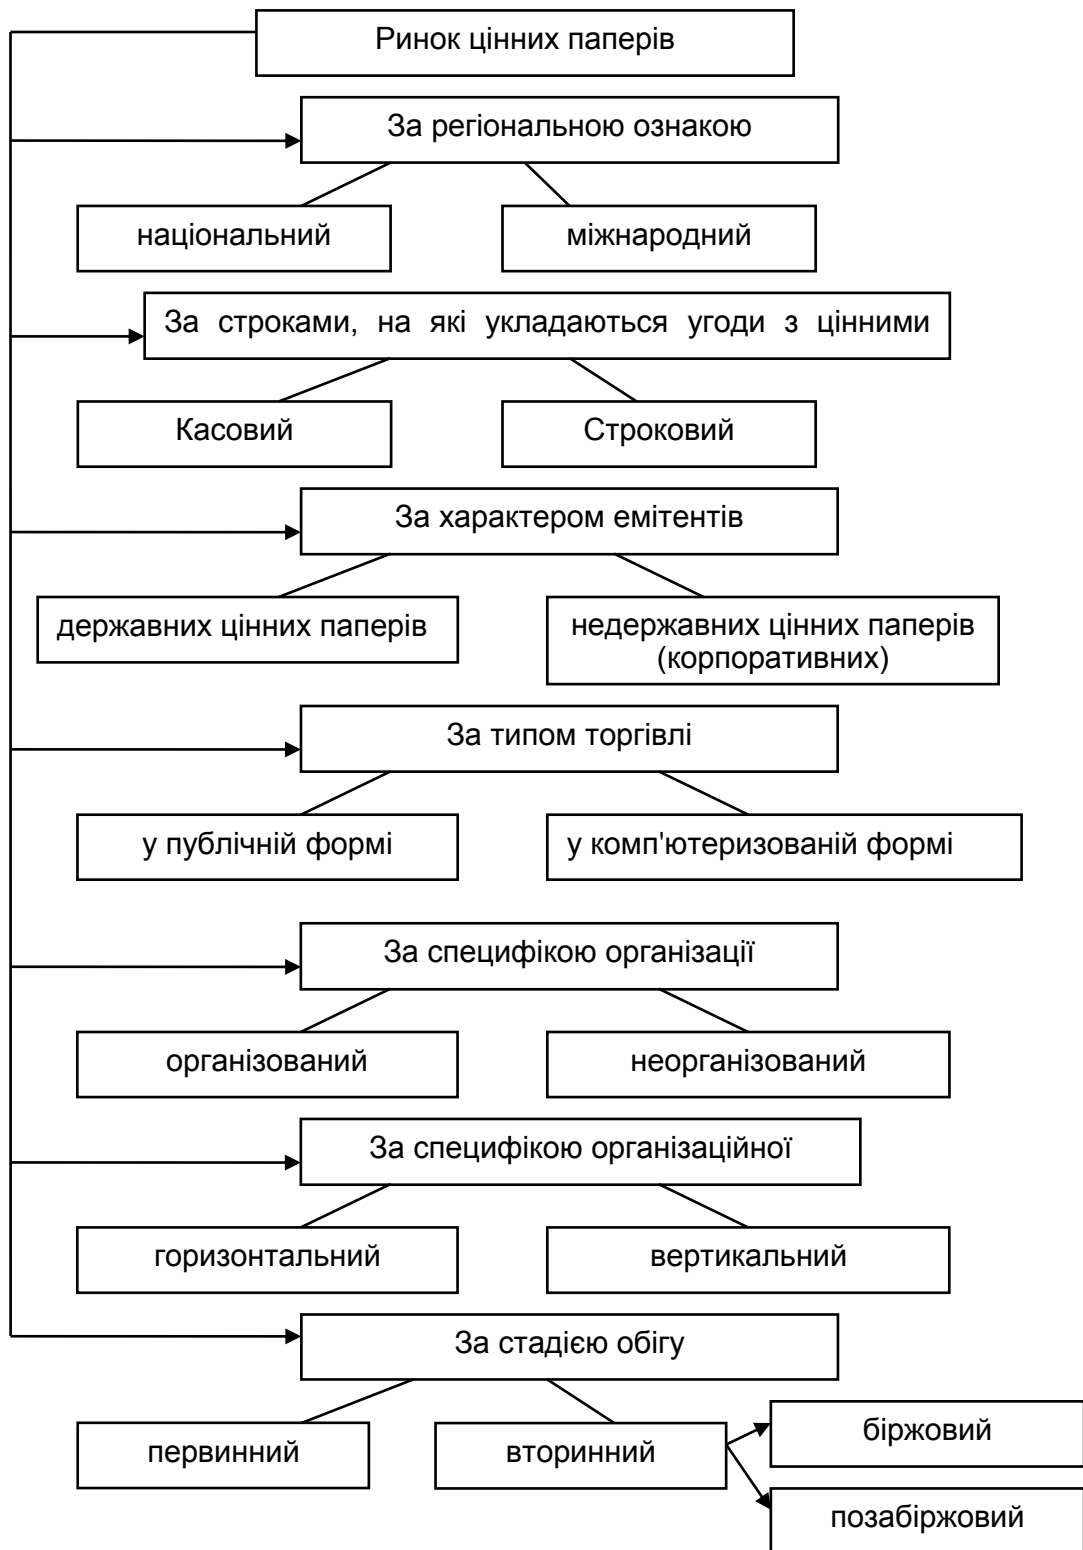 Ринок цінних паперів
За регіональною ознакою
національний
міжнародний
За строками, на які укладаються угоди з цінними
Касовий
Строковий
За характером емітентів
державних цінних паперів
недержавних цінних паперів
(корпоративних)
За типом торгівлі
у публічній формі
у комп'ютеризованій формі
За специфікою організації
організований
неорганізований
За специфікою організаційної
горизонтальний
вертикальний
За стадією обігу
первинний
вторинний
біржовий
позабіржовий